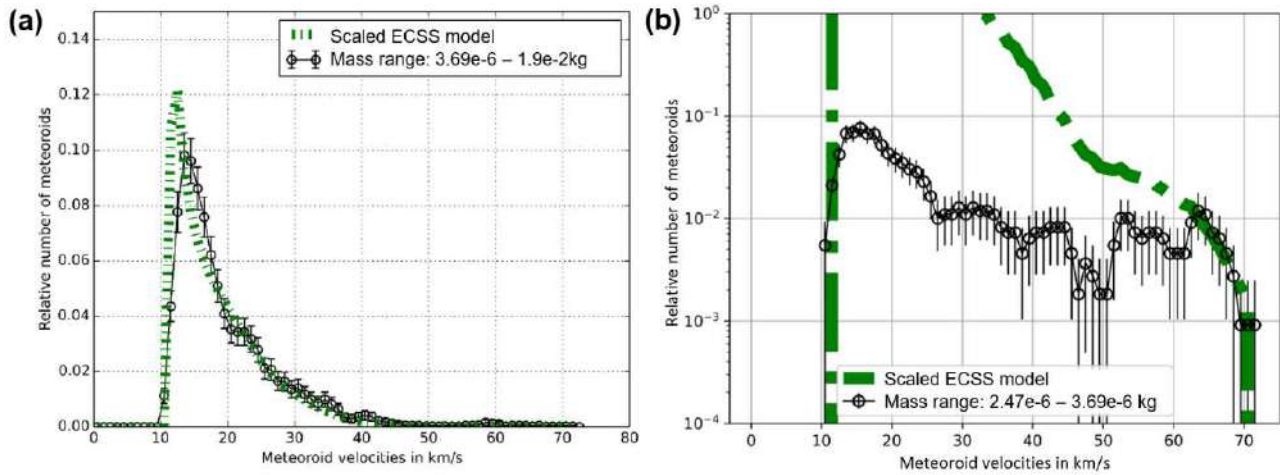 (a)
Scaled ECSS model
Mass range: 3.69e-6 – 1.9e-2kg
Relative number of meteoroids
0.14
0.12
0.10
0.08
0.06
0.04
0.02
0.00
0 10 20 30 40 50 60 70 80
Meteoroid velocities in km/s
(b)
Relative number of meteoroids
10⁰
10⁻¹
10⁻²
10⁻³
10⁻⁴
Scaled ECSS model
Mass range: 2.47e-6 – 3.69e-6 kg
0 10 20 30 40 50 60 70
Meteoroid velocities in km/s